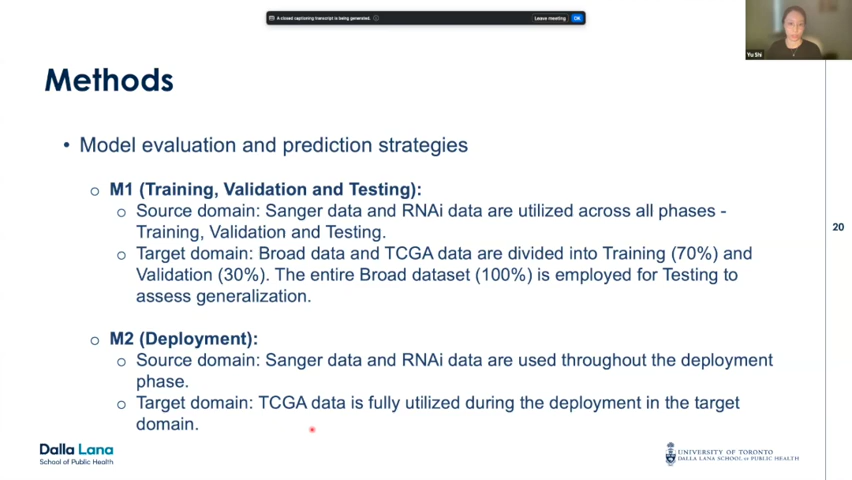 A closed captioning transcript is being generated.
Leave meeting
OK
Yu Shi
Methods
• Model evaluation and prediction strategies
o M1 (Training, Validation and Testing):
o Source domain: Sanger data and RNAi data are utilized across all phases -
Training, Validation and Testing.
o Target domain: Broad data and TCGA data are divided into Training (70%) and
Validation (30%). The entire Broad dataset (100%) is employed for Testing to
assess generalization.
20
o M2 (Deployment):
o Source domain: Sanger data and RNAi data are used throughout the deployment
phase.
o Target domain: TCGA data is fully utilized during the deployment in the target
domain.
Dalla Lana
School of Public Health
UNIVERSITY OF TORONTO
DALLA LANA SCHOOL OF PUBLIC HEALTH